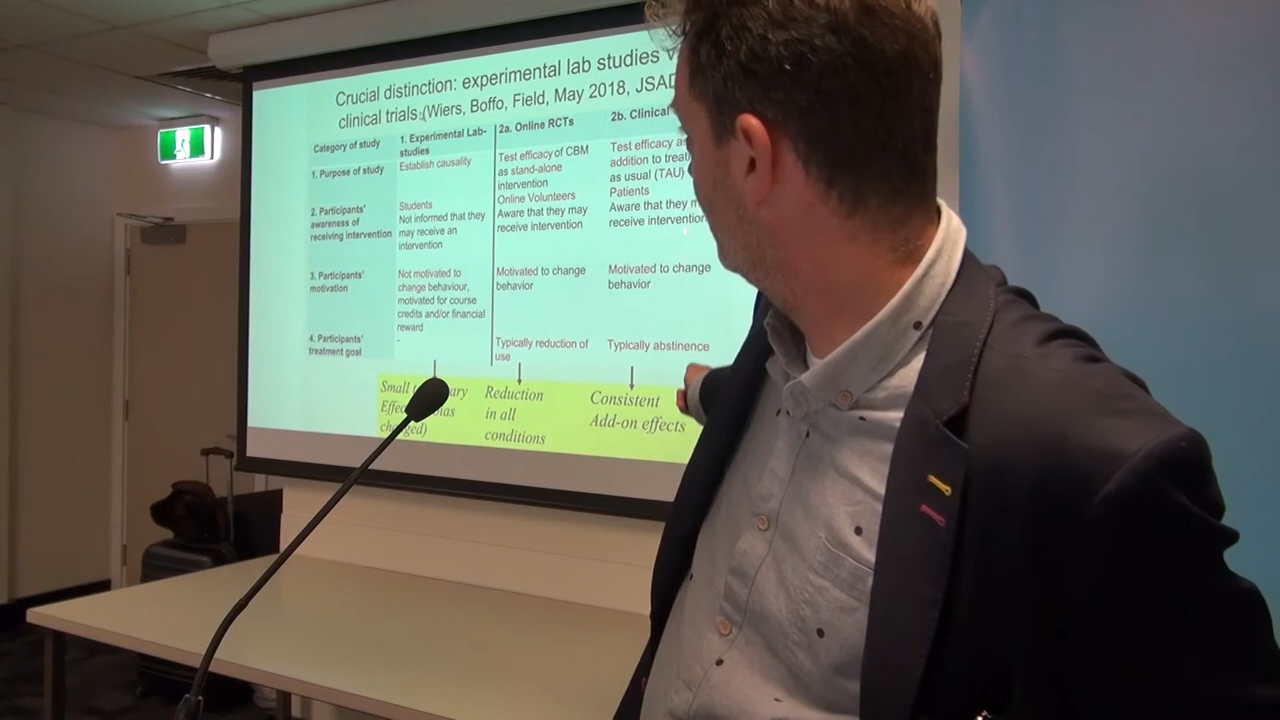 Crucial distinction: experimental lab studies
clinical trials (Wiers, Boffo, Field, May 2018,
Category of study
1. Experimental Lab-
studies
2a. Online RCTs
2b. Clinical
1. Purpose of study
Establish causality
Test efficacy of CBM
as stand-alone
intervention
Test efficacy
addition to
as usual (TAU)
2. Participants'
awareness of
receiving intervention
Students
Not informed that they
may receive an
intervention
Online Volunteers
Aware that they may
receive intervention
Patients
Aware that they
receive intervention
3. Participants'
motivation
Not motivated to
change behaviour,
motivated for course
credits and/or financial
reward
Motivated to change
behavior
Motivated to change
behavior
4. Participants'
treatment goal
-
Typically reduction of
use
Typically abstinence
Small
Reduction
in all
conditions
Consistent
Add-on effects